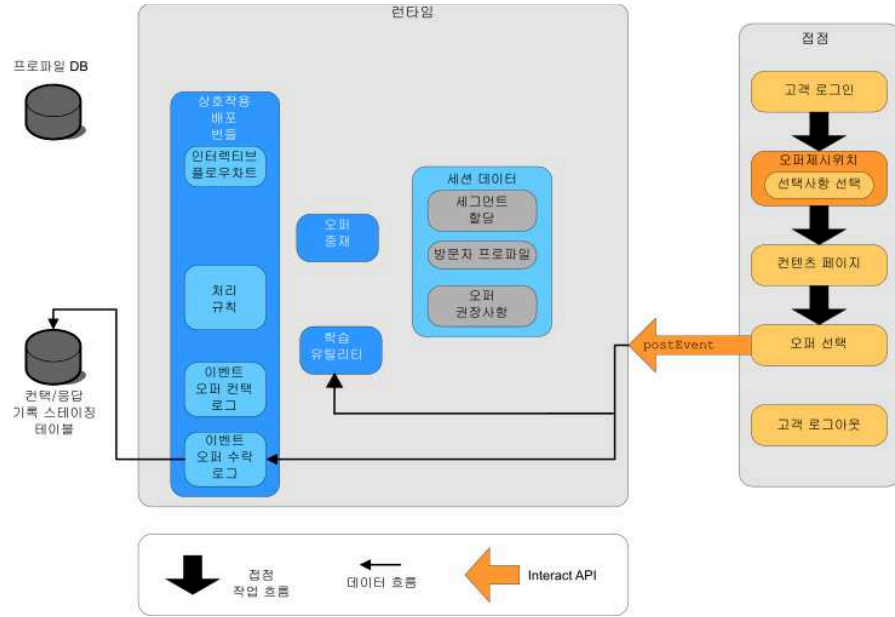 런타임
접점
프로파일 DB
상호작용
배포
번들
인터렉티브
플로우차트
처리
규칙
이벤트
오퍼 컨택
로그
이벤트
오퍼 수락
로그
오퍼
중재
학습
유틸리티
세션 데이터
세그먼트
할당
방문자 프로파일
오퍼
권장사항
고객 로그인
오퍼제시위치
선택사항 선택
컨텐츠 페이지
postEvent
오퍼 선택
고객 로그아웃
컨택/응답
기록 스테이징
테이블
접점
작업 흐름
데이터 흐름
Interact API